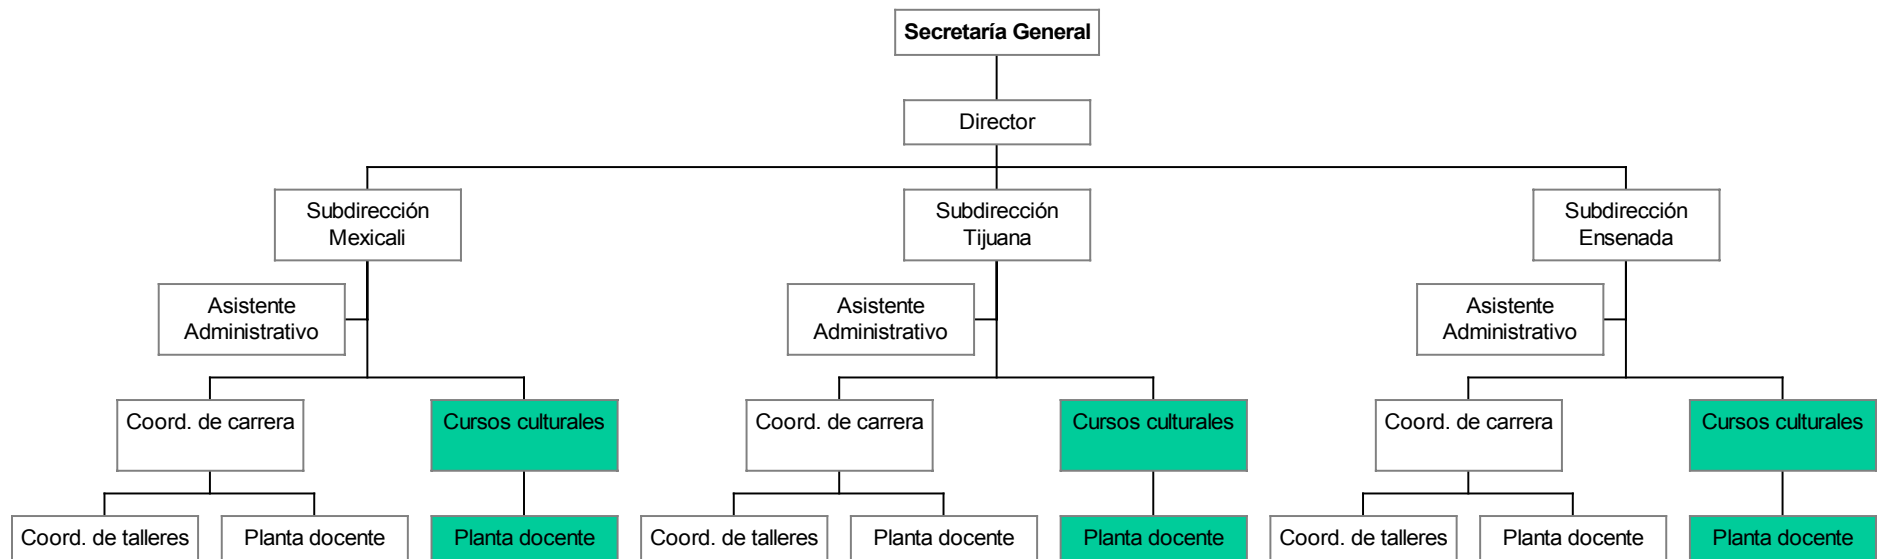 Secretaría General
Director
Subdirección
Mexicali
Subdirección
Tijuana
Subdirección
Ensenada
Asistente
Administrativo
Asistente
Administrativo
Asistente
Administrativo
Coord. de carrera
Cursos culturales
Coord. de carrera
Cursos culturales
Coord. de carrera
Cursos culturales
Coord. de talleres
Planta docente
Planta docente
Coord. de talleres
Planta docente
Planta docente
Coord. de talleres
Planta docente
Planta docente